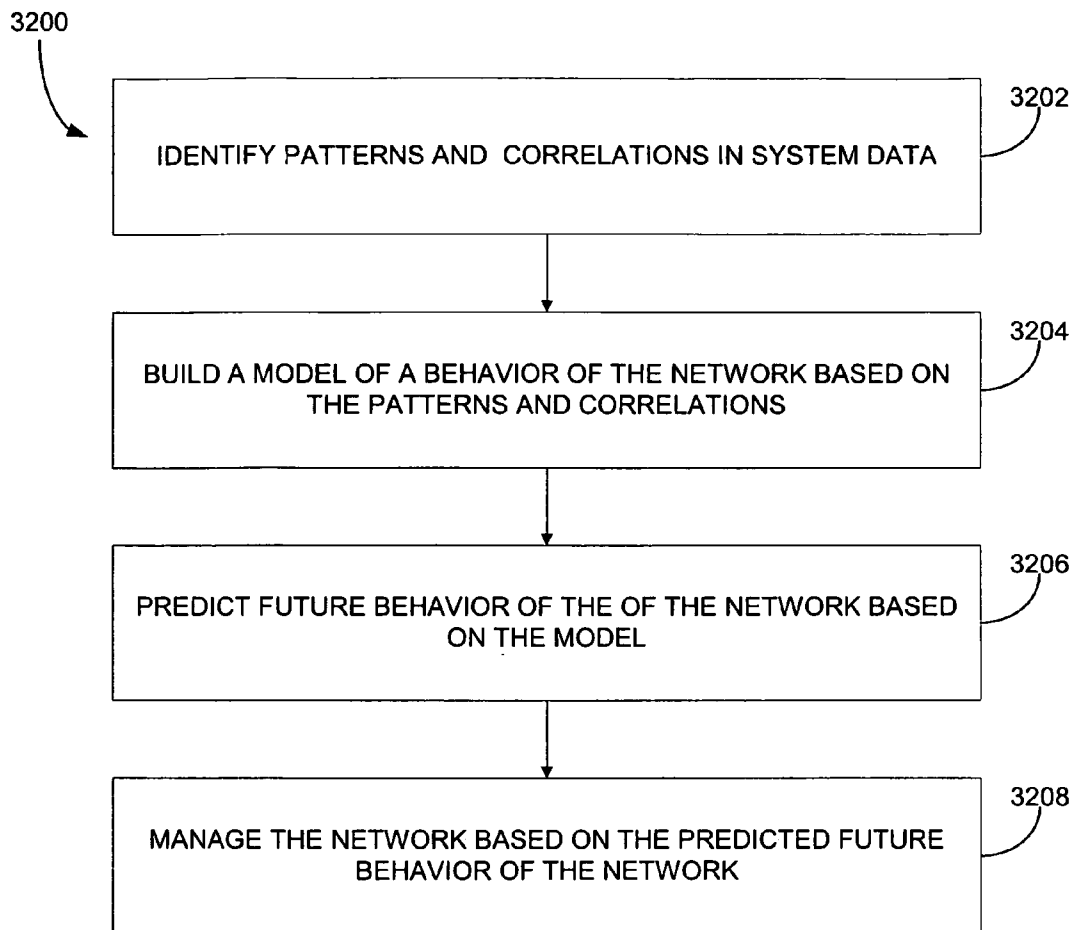 3200
3202
IDENTIFY PATTERNS AND CORRELATIONS IN SYSTEM DATA
3204
BUILD A MODEL OF A BEHAVIOR OF THE NETWORK BASED ON
THE PATTERNS AND CORRELATIONS
3206
PREDICT FUTURE BEHAVIOR OF THE OF THE NETWORK BASED
ON THE MODEL
3208
MANAGE THE NETWORK BASED ON THE PREDICTED FUTURE
BEHAVIOR OF THE NETWORK